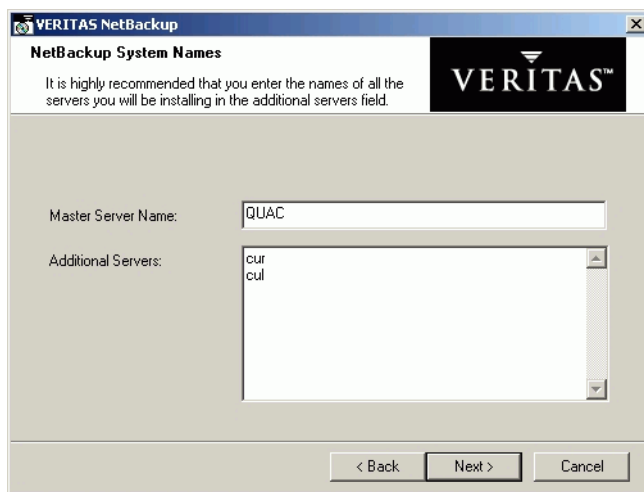 VERITAS NetBackup
NetBackup System Names
It is highly recommended that you enter the names of all the
servers you will be installing in the additional servers field.
VERITAS™
Master Server Name:
QUAC
Additional Servers:
cur
cul
< Back
Next >
Cancel